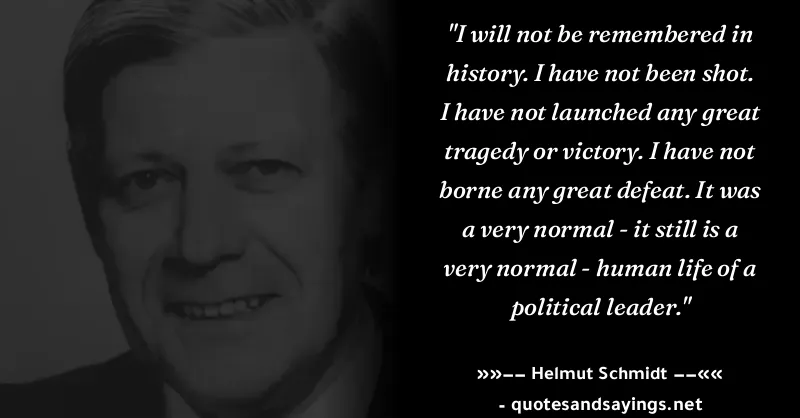 "I will not be remembered in
history. I have not been shot.
I have not launched any great
tragedy or victory. I have not
borne any great defeat. It was
a very normal - it still is a
very normal - human life of a
political leader."
»»–– Helmut Schmidt ––««
- quotesandsayings.net